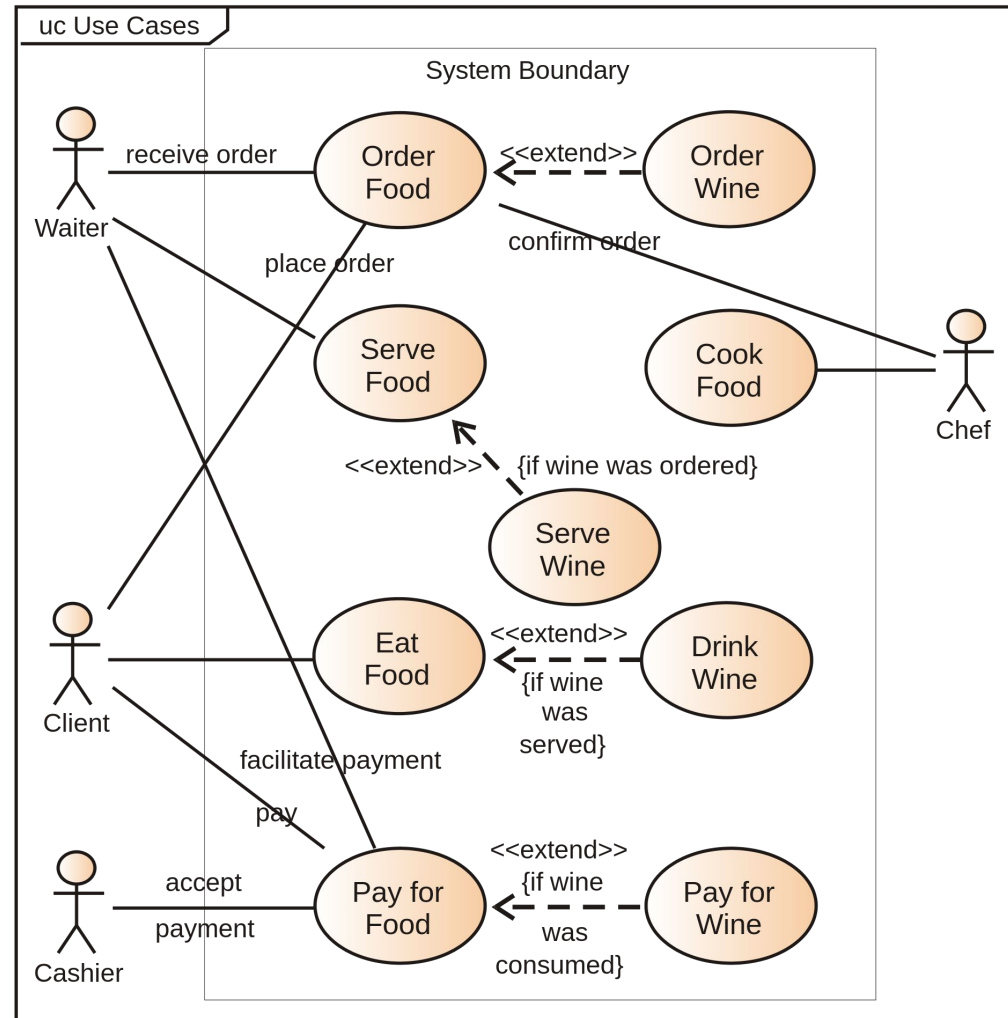 uc Use Cases
System Boundary
receive order
Order
Food
<<extend>>
Order
Wine
Waiter
place order
confirm order
Serve
Food
Cook
Food
Chef
<<extend>>
{if wine was ordered}
Serve
Wine
Client
Eat
Food
<<extend>>
{if wine
was
served}
Drink
Wine
facilitate payment
pay
Cashier
accept
payment
Pay for
Food
<<extend>>
{if wine
was
consumed}
Pay for
Wine